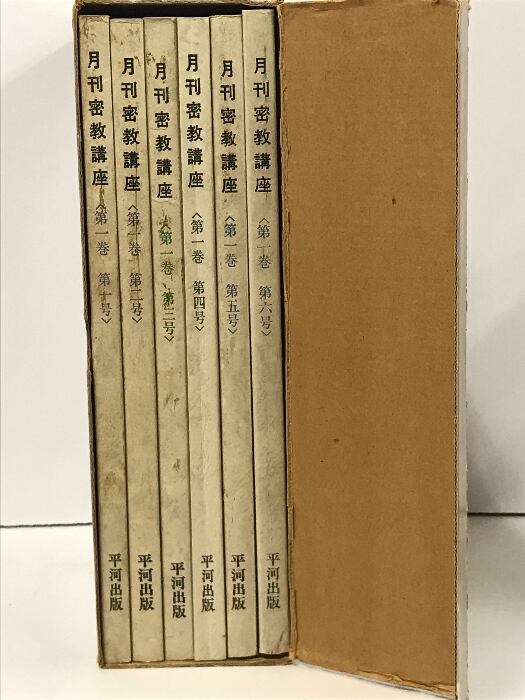 月刊密教講座〈第一巻 第一号〉 平河出版
月刊密教講座〈第一巻 第二号〉 平河出版
月刊密教講座〈第一巻 第三号〉 平河出版
月刊密教講座〈第一巻 第四号〉 平河出版
月刊密教講座〈第一巻 第五号〉 平河出版
月刊密教講座〈第一巻 第六号〉 平河出版